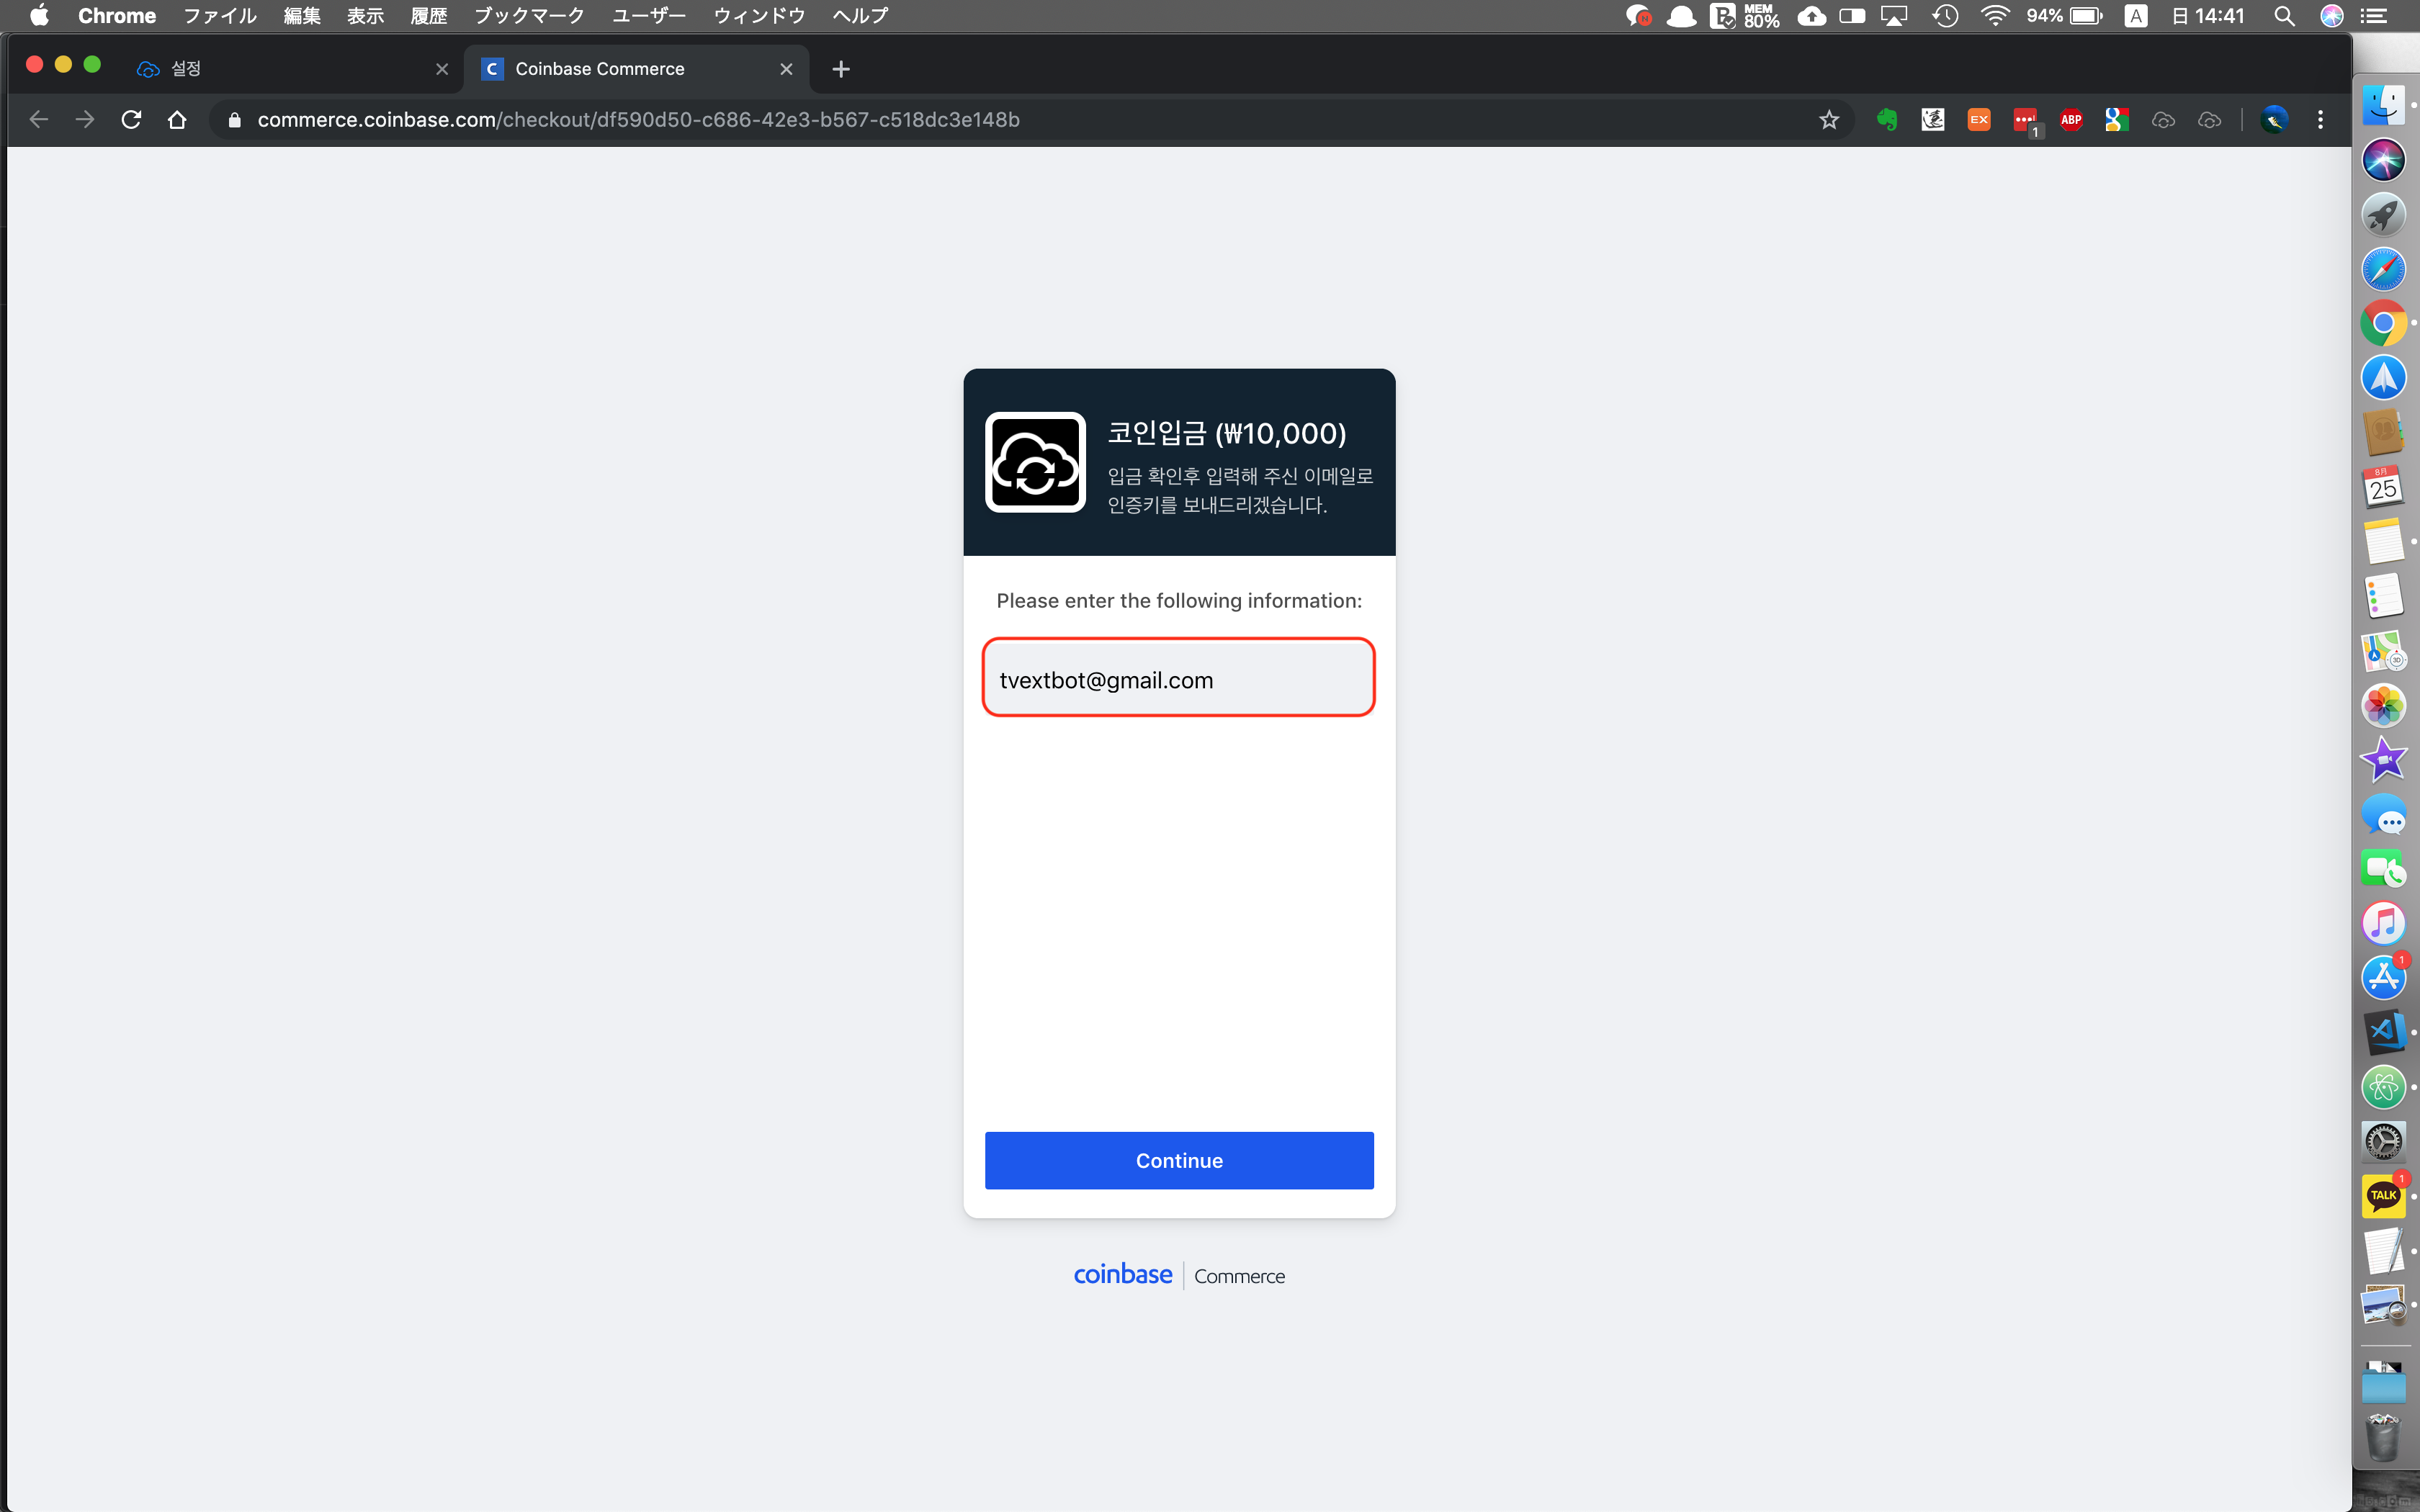 Chrome ファイル 編集 表示 履歴 ブックマーク ユーザー ウィンドウ ヘルプ MEM 80% 94% A 日 14:41
설정 Coinbase Commerce
commerce.coinbase.com/checkout/df590d50-c686-42e3-b567-c518dc3e148b EX 1 ABP
코인입금 (₩10,000)
입금 확인후 입력해 주신 이메일로
인증키를 보내드리겠습니다.
Please enter the following information:
tvextbot@gmail.com
Continue
coinbase Commerce
8月
25
3D
1
1
TALK